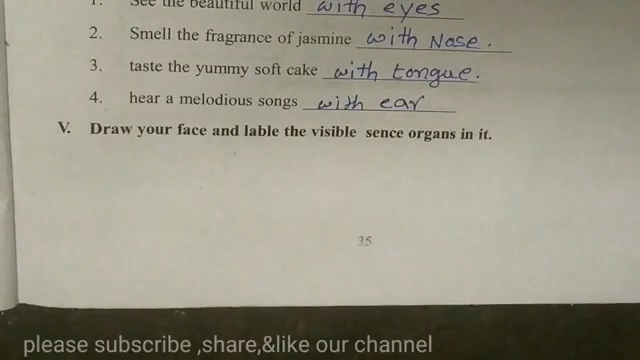 1. See the beautiful world with eyes
2. Smell the fragrance of jasmine with Nose.
3. taste the yummy soft cake with tongue.
4. hear a melodious songs with ear
V. Draw your face and lable the visible sence organs in it.
35
please subscribe ,share,&like our channel